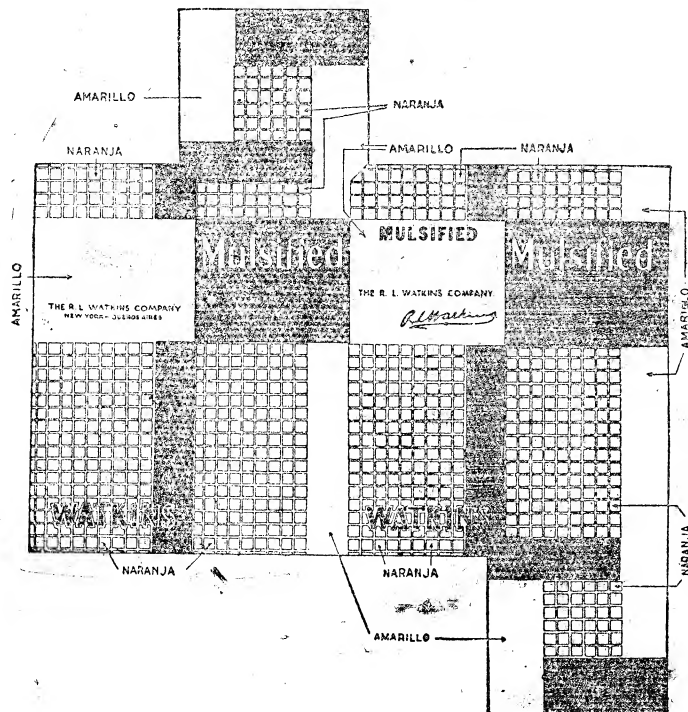 AMARILLO
NARANJA
NARANJA
AMARILLO
NARANJA
MULSIFIED
Mulsified
Mulsified
AMARILLO
THE R. L. WATKINS COMPANY
NEW YORK - BUENOS AIRES
THE R. L. WATKINS COMPANY
R L Watkins
AMARILLO
WATKINS
WATKINS
NARANJA
NARANJA
NARANJA
AMARILLO